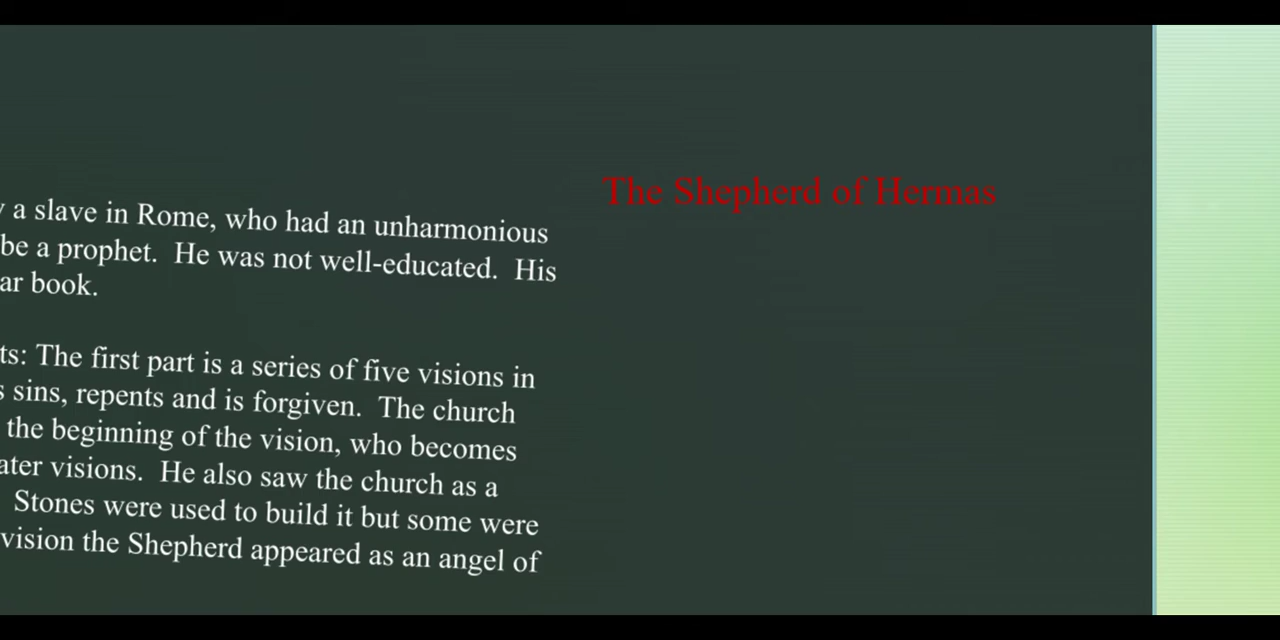 The Shepherd of Hermas
a slave in Rome, who had an unharmonious
be a prophet. He was not well-educated. His
book.
The first part is a series of five visions in
sins, repents and is forgiven. The church
the beginning of the vision, who becomes
visions. He also saw the church as a
Stones were used to build it but some were
vision the Shepherd appeared as an angel of